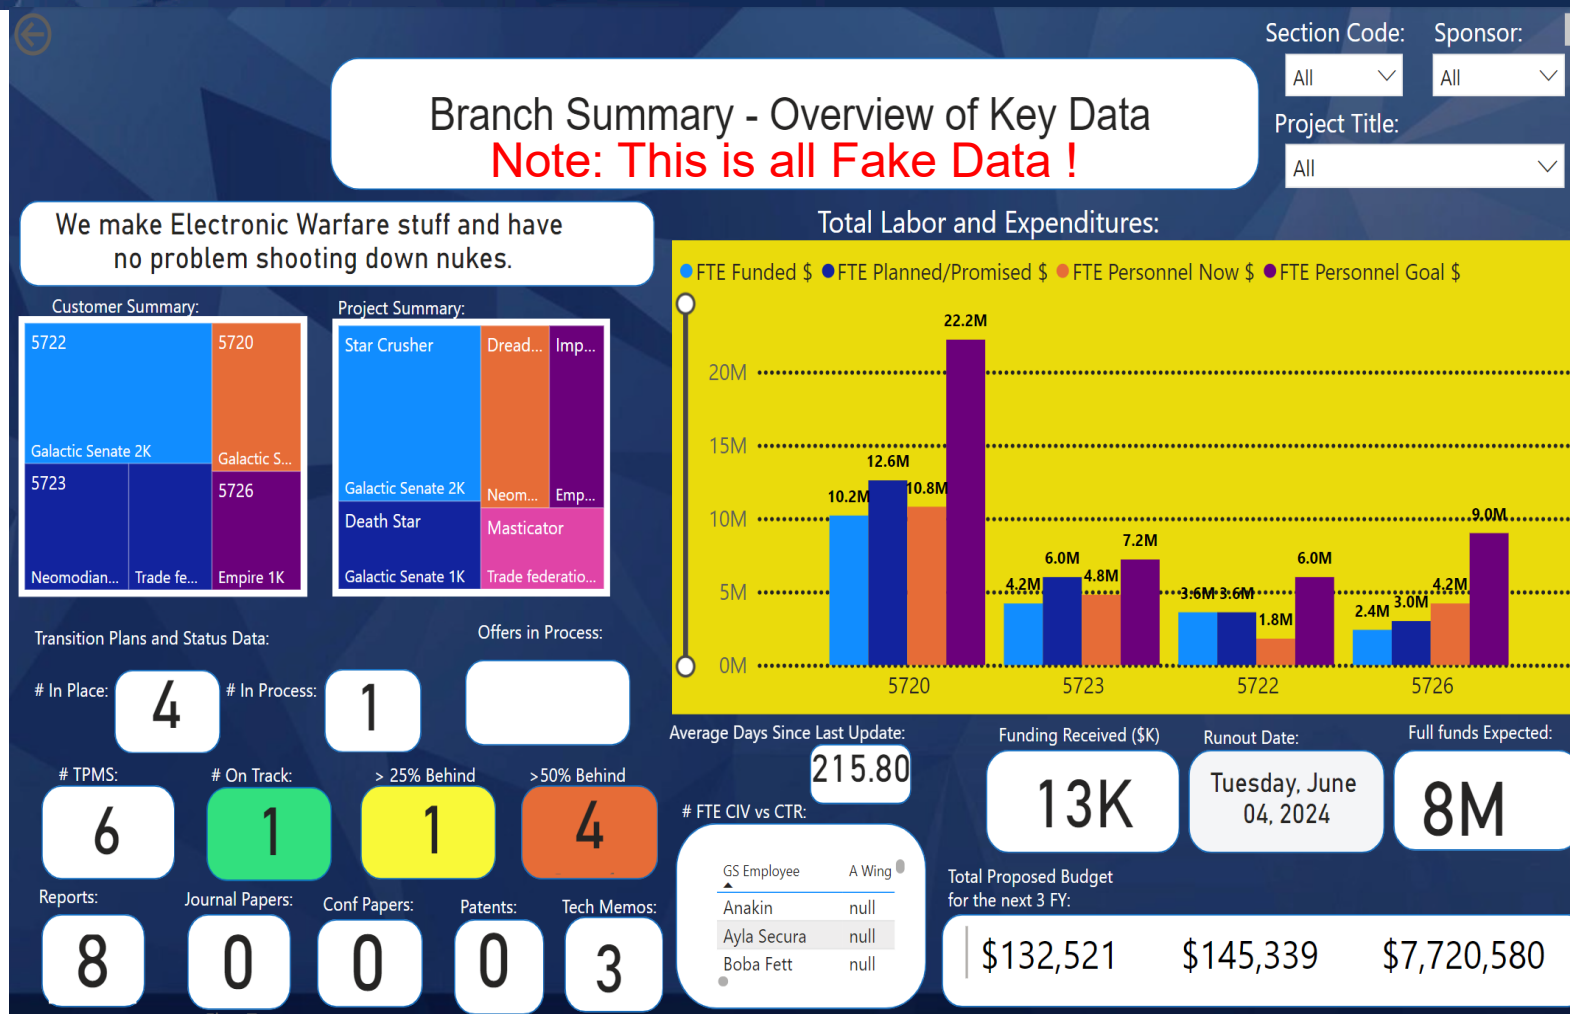 Section Code:
Sponsor:
All
All
Project Title:
All
Branch Summary - Overview of Key Data
Note: This is all Fake Data !
We make Electronic Warfare stuff and have
no problem shooting down nukes.
Customer Summary:
5722
5720
Galactic Senate 2K
Galactic S...
5723
5726
Neomodian...
Trade fe...
Empire 1K
Project Summary:
Star Crusher
Dread...
Imp...
Galactic Senate 2K
Neom...
Emp...
Death Star
Masticator
Galactic Senate 1K
Trade federatio...
Total Labor and Expenditures:
FTE Funded $ FTE Planned/Promised $ FTE Personnel Now $ FTE Personnel Goal $
22.2M
20M
15M
12.6M
10.2M
10.8M
10M
9.0M
7.2M
6.0M
6.0M
4.2M
4.8M
5M
3.6M
3.6M
1.8M
2.4M
3.0M
4.2M
0M
5720
5723
5722
5726
Transition Plans and Status Data:
Offers in Process:
# In Place:
4
# In Process:
1
# TPMS:
6
# On Track:
1
> 25% Behind
1
>50% Behind
4
Reports:
8
Journal Papers:
0
Conf Papers:
0
Patents:
0
Tech Memos:
3
Average Days Since Last Update:
215.80
Funding Received ($K)
13K
Runout Date:
Tuesday, June
04, 2024
Full funds Expected:
8M
# FTE CIV vs CTR:
GS Employee A Wing
Anakin null
Ayla Secura null
Boba Fett null
Total Proposed Budget
for the next 3 FY:
$132,521 $145,339 $7,720,580